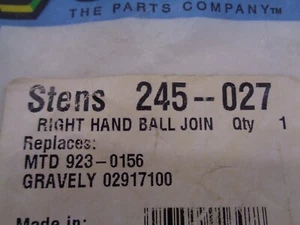 THE PARTS COMPANY™
Stens 245--027
RIGHT HAND BALL JOIN Qty 1
Replaces:
MTD 923-0156
GRAVELY 02917100
Made in: